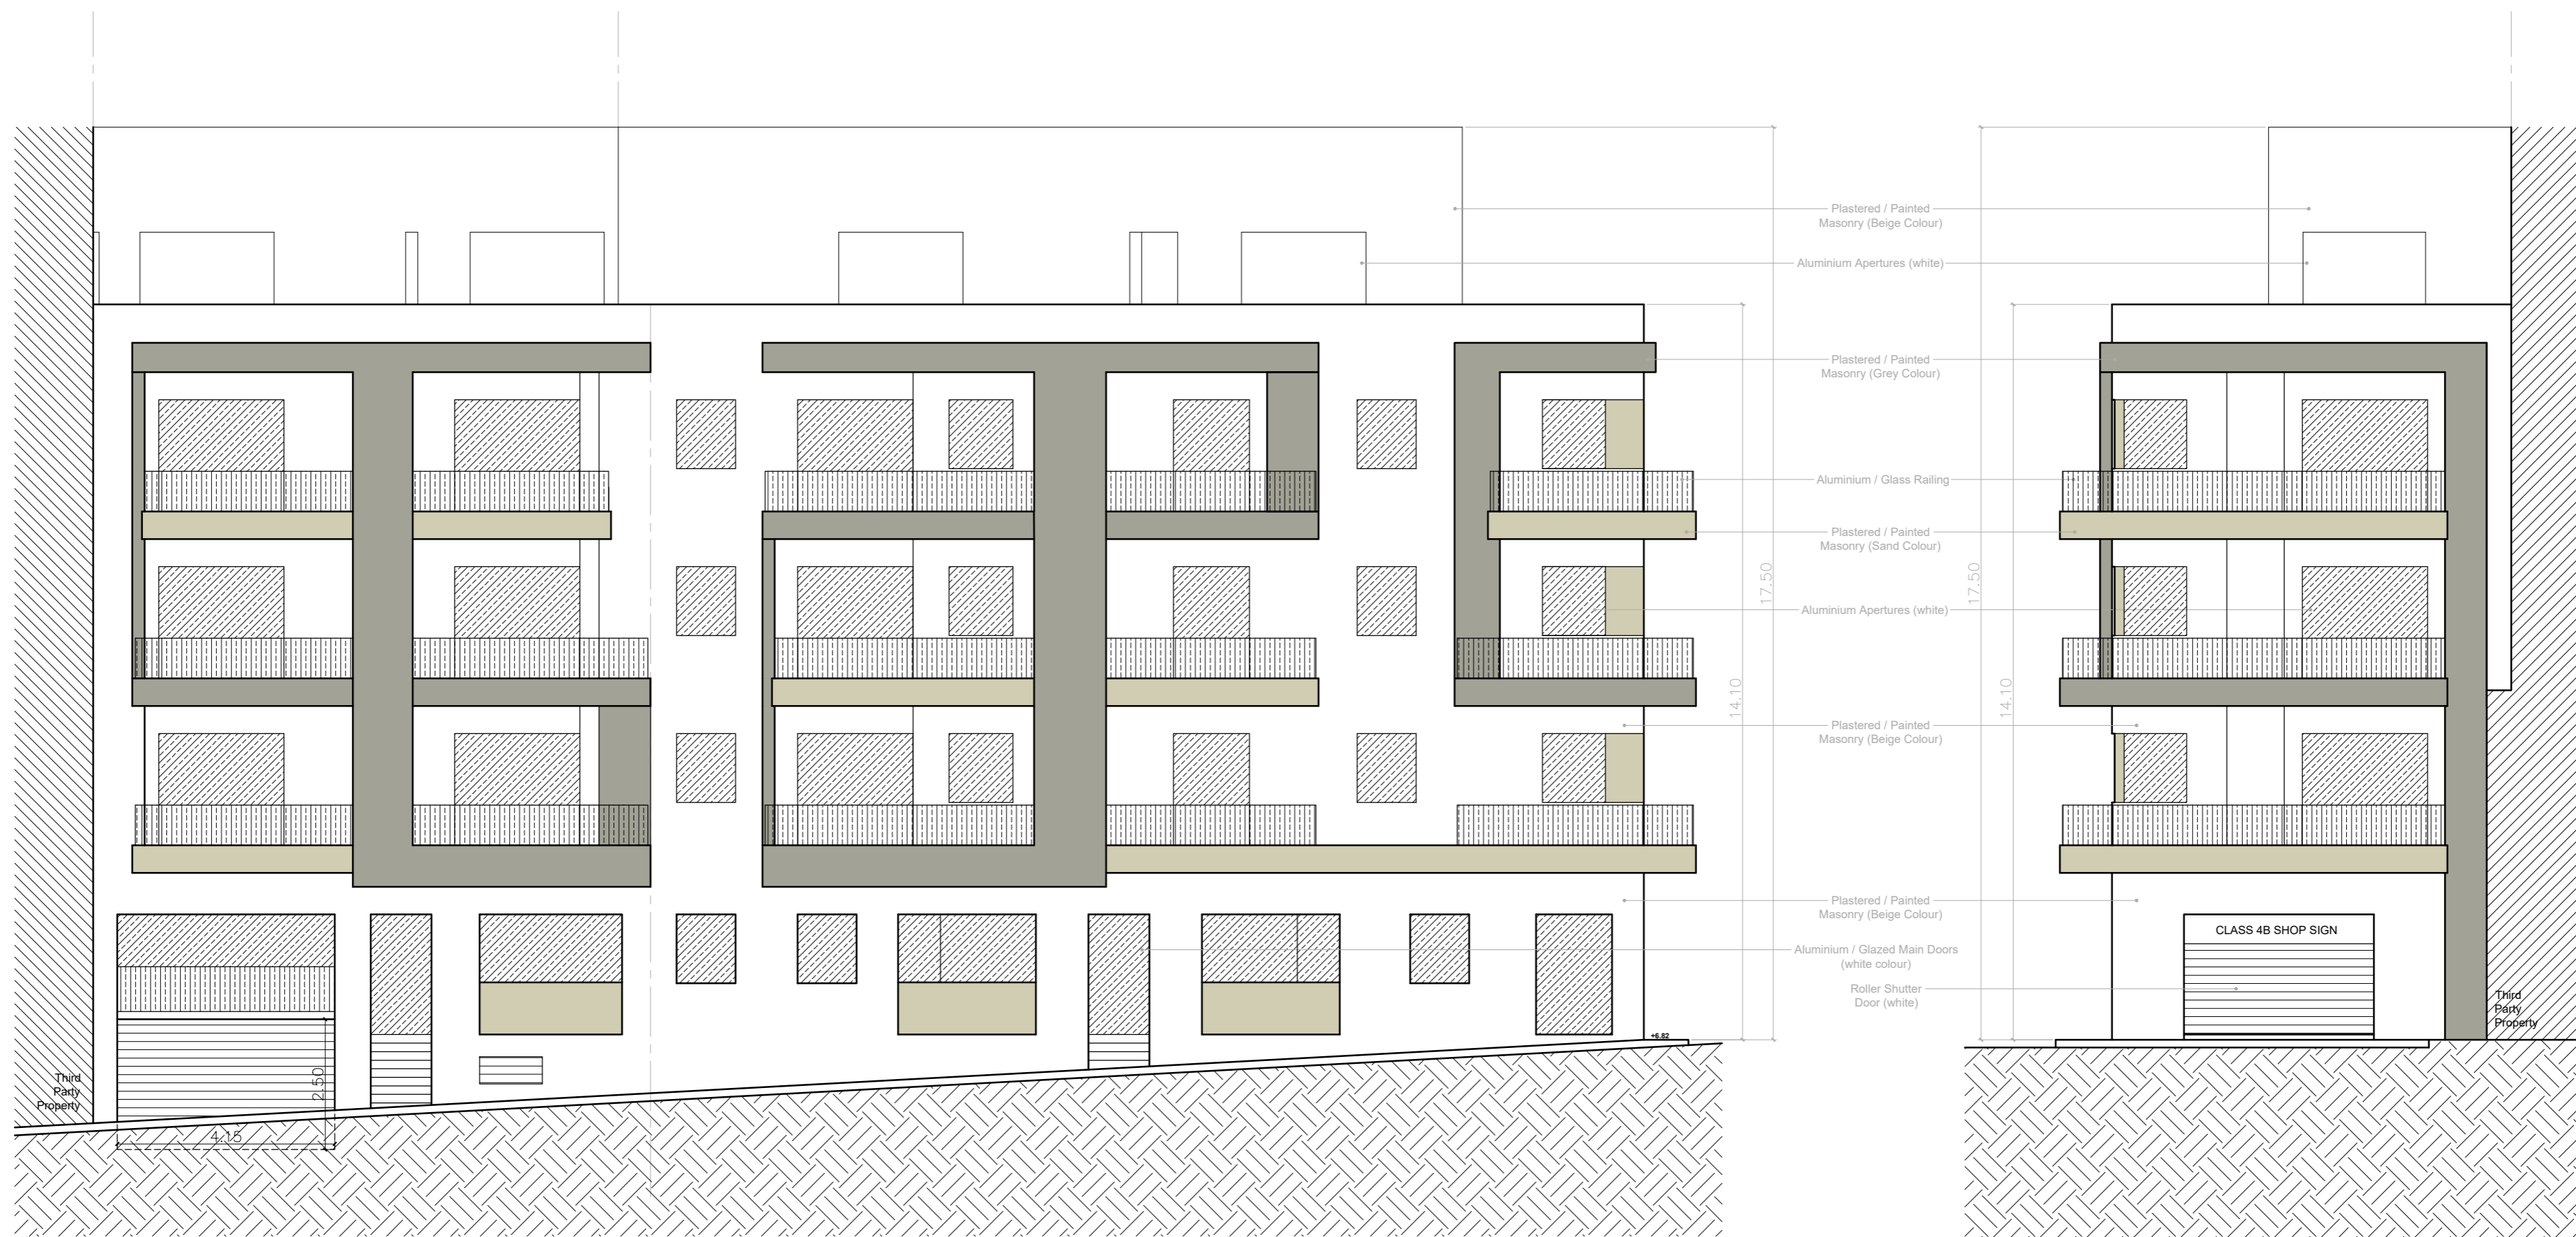 Plastered / Painted
Masonry (Beige Colour)
Aluminium Apertures (white)
Plastered / Painted
Masonry (Grey Colour)
Aluminium / Glass Railing
Plastered / Painted
Masonry (Sand Colour)
17.50
17.50
Aluminium Apertures (white)
14.10
14.10
Plastered / Painted
Masonry (Beige Colour)
Plastered / Painted
Masonry (Beige Colour)
CLASS 4B SHOP SIGN
Aluminium / Glazed Main Doors
(white colour)
Roller Shutter
Door (white)
Third
Party
Property
+6.82
Third
Party
Property
2.50
4.15